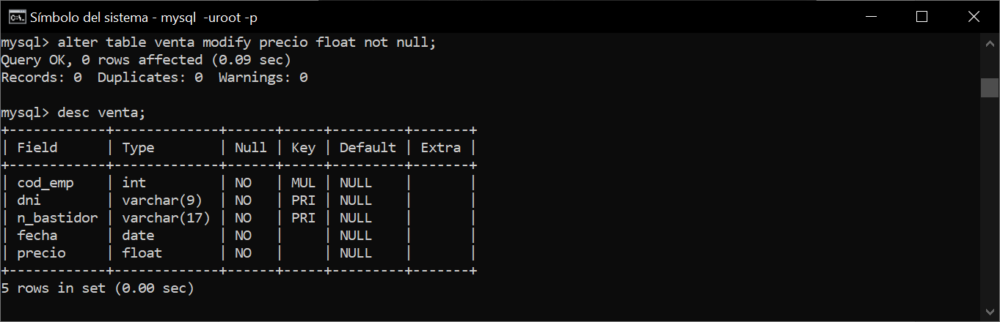 Símbolo del sistema - mysql  -uroot -p
mysql> alter table venta modify precio float not null;
Query OK, 0 rows affected (0.09 sec)
Records: 0  Duplicates: 0  Warnings: 0
mysql> desc venta;
+------------+-------------+------+-----+---------+-------+
| Field      | Type        | Null | Key | Default | Extra |
+------------+-------------+------+-----+---------+-------+
| cod_emp    | int         | NO   | MUL | NULL    |       |
| dni        | varchar(9)  | NO   | PRI | NULL    |       |
| n_bastidor | varchar(17) | NO   | PRI | NULL    |       |
| fecha      | date        | NO   |     | NULL    |       |
| precio     | float       | NO   |     | NULL    |       |
+------------+-------------+------+-----+---------+-------+
5 rows in set (0.00 sec)